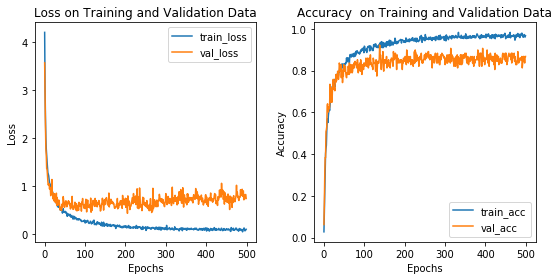 Loss on Training and Validation Data
train_loss
val_loss
4
3
2
1
0
Loss
0 100 200 300 400 500
Epochs
Accuracy  on Training and Validation Data
1.0
0.8
0.6
0.4
0.2
0.0
Accuracy
train_acc
val_acc
0 100 200 300 400 500
Epochs